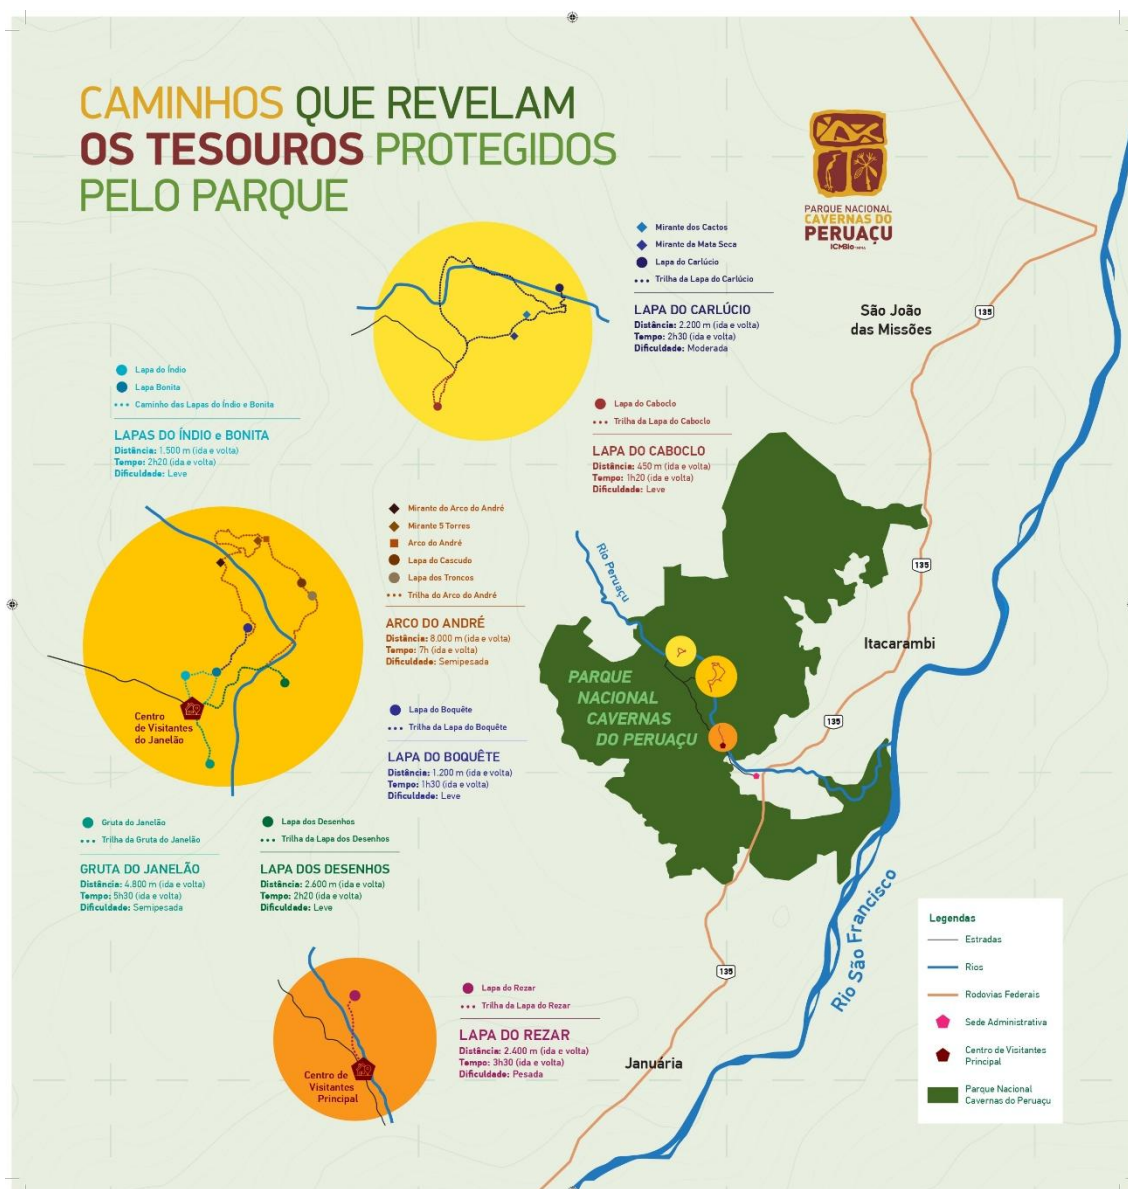 CAMINHOS QUE REVELAM
OS TESOUROS PROTEGIDOS
PELO PARQUE
PARQUE NACIONAL
CAVERNAS DO
PERUAÇU
ICMBio
Mirante dos Cactos
Mirante da Mata Seca
Lapa do Carlúcio
Trilha da Lapa do Carlúcio
LAPA DO CARLÚCIO
Distância: 2.200 m (ida e volta)
Tempo: 2h30 (ida e volta)
Dificuldade: Moderada
São João
das Missões
135
Lapa do Índio
Lapa Bonita
Caminho das Lapas do Índio e Bonita
LAPAS DO ÍNDIO e BONITA
Distância: 1.500 m (ida e volta)
Tempo: 2h20 (ida e volta)
Dificuldade: Leve
Lapa do Caboclo
Trilha da Lapa do Caboclo
LAPA DO CABOCLO
Distância: 450 m (ida e volta)
Tempo: 1h20 (ida e volta)
Dificuldade: Leve
Mirante do Arco do André
Mirante 5 Torres
Arco do André
Lapa do Cascudo
Lapa dos Troncos
Trilha do Arco do André
ARCO DO ANDRÉ
Distância: 8.000 m (ida e volta)
Tempo: 7h (ida e volta)
Dificuldade: Semipesada
Rio Peruaçu
135
Itacarambi
PARQUE
NACIONAL
CAVERNAS
DO PERUAÇU
135
Centro
de Visitantes
do Janelão
Lapa do Boquête
Trilha da Lapa do Boquête
LAPA DO BOQUÊTE
Distância: 1.200 m (ida e volta)
Tempo: 1h30 (ida e volta)
Dificuldade: Leve
Gruta do Janelão
Trilha da Gruta do Janelão
GRUTA DO JANELÃO
Distância: 4.800 m (ida e volta)
Tempo: 5h30 (ida e volta)
Dificuldade: Semipesada
Lapa dos Desenhos
Trilha da Lapa dos Desenhos
LAPA DOS DESENHOS
Distância: 2.600 m (ida e volta)
Tempo: 2h20 (ida e volta)
Dificuldade: Leve
Rio São Francisco
135
Januária
Lapa do Rezar
Trilha da Lapa do Rezar
LAPA DO REZAR
Distância: 2.400 m (ida e volta)
Tempo: 3h30 (ida e volta)
Dificuldade: Pesada
Centro de
Visitantes
Principal
Legendas
Estradas
Rios
Rodovias Federais
Sede Administrativa
Centro de Visitantes
Principal
Parque Nacional
Cavernas do Peruaçu